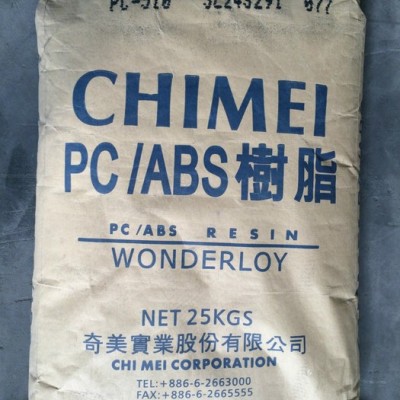 CHIMEI
PC/ABS樹脂
PC/ABS RESIN
WONDERLOY
NET 25KGS
奇美實業股份有限公司
CHI MEI CORPORATION
TEL:+886-6-2663000
FAX:+886-6-2665555